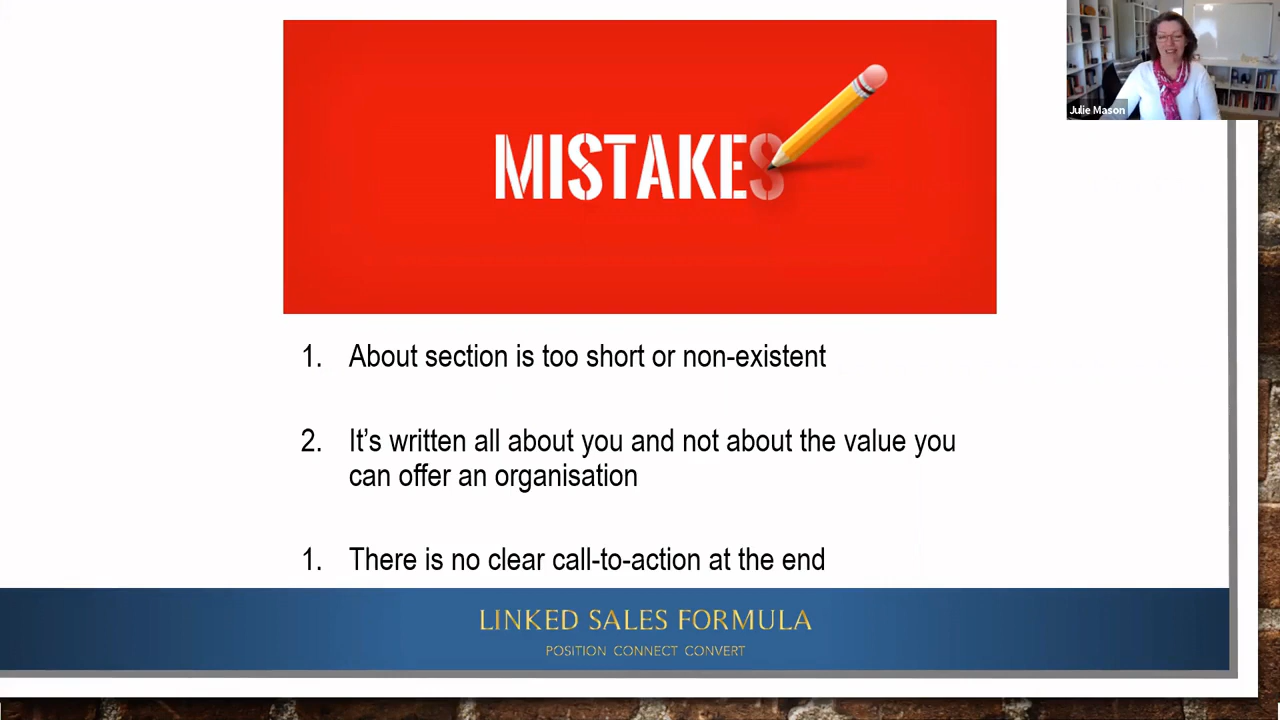 MISTAKES
Julie Mason
1. About section is too short or non-existent
2. It’s written all about you and not about the value you
can offer an organisation
1. There is no clear call-to-action at the end
LINKED SALES FORMULA
POSITION CONNECT CONVERT